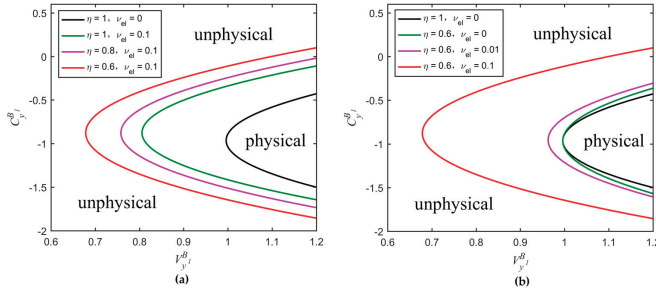 η = 1, ν_el = 0
η = 1, ν_el = 0.1
η = 0.8, ν_el = 0.1
η = 0.6, ν_el = 0.1
unphysical
physical
unphysical
0.5
0
-0.5
-1
-1.5
-2
C_{y^I}^B
0.6 0.7 0.8 0.9 1 1.1 1.2
V_{y^I}^B
(a)
η = 1, ν_el = 0
η = 0.6, ν_el = 0
η = 0.6, ν_el = 0.01
η = 0.6, ν_el = 0.1
unphysical
physical
unphysical
0.5
0
-0.5
-1
-1.5
-2
C_{y^I}^B
0.6 0.7 0.8 0.9 1 1.1 1.2
V_{y^I}^B
(b)